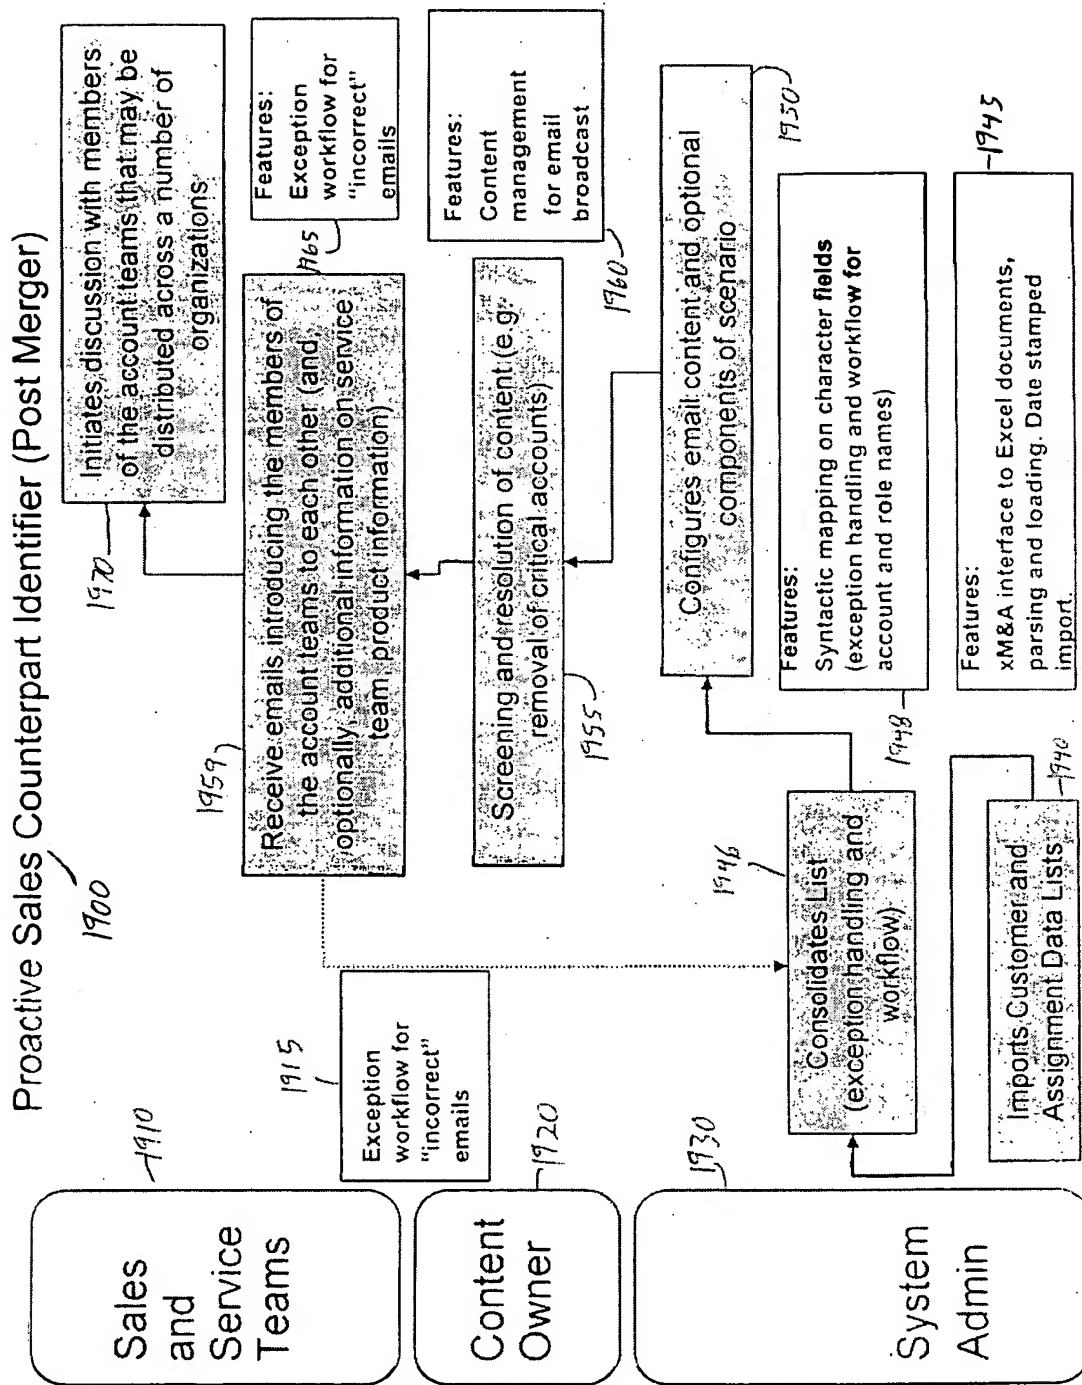 Proactive Sales Counterpart Identifier (Post Merger)
1900
Sales
and
Service
Teams
1910
Initiates discussion with members
of the account teams that may be
distributed across a number of
organizations
1970
Receive emails introducing the members of
the account teams to each other (and,
optionally, additional information on service
team, product information)
1959
Features:
Exception
workflow for
"incorrect"
emails
1965
Exception
workflow for
"incorrect"
emails
1915
Content
Owner
1920
Screening and resolution of content (e.g.
removal of critical accounts)
1955
Features:
Content
management
for email
broadcast
1960
System
Admin
1930
Configures email content and optional
components of scenario
1950
Consolidates List
(exception handling and
workflow)
1946
Features:
Syntactic mapping on character fields
(exception handling and workflow for
account and role names)
1948
Imports Customer and
Assignment Data Lists
1940
Features:
xM&A interface to Excel documents,
parsing and loading. Date stamped
import.
1945